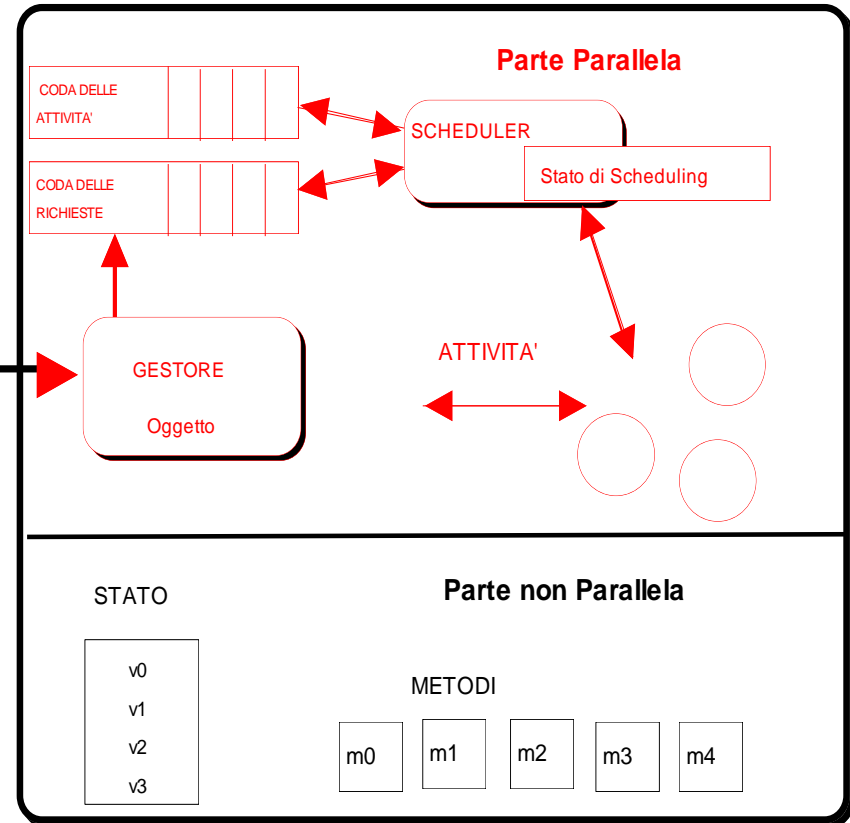 Parte Parallela
CODA DELLE
ATTIVITA'
SCHEDULER
Stato di Scheduling
CODA DELLE
RICHIESTE
GESTORE
Oggetto
ATTIVITA'
Parte non Parallela
STATO
v0
v1
v2
v3
METODI
m0 m1 m2 m3 m4